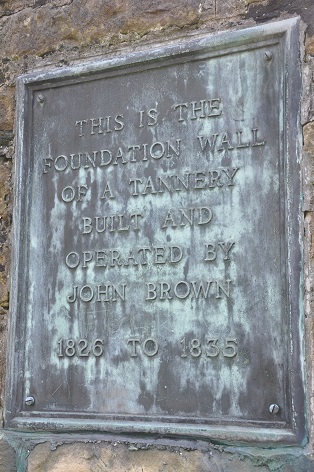 THIS IS THE
FOUNDATION WALL
OF A TANNERY
BUILT AND
OPERATED BY
JOHN BROWN
1826 TO 1835